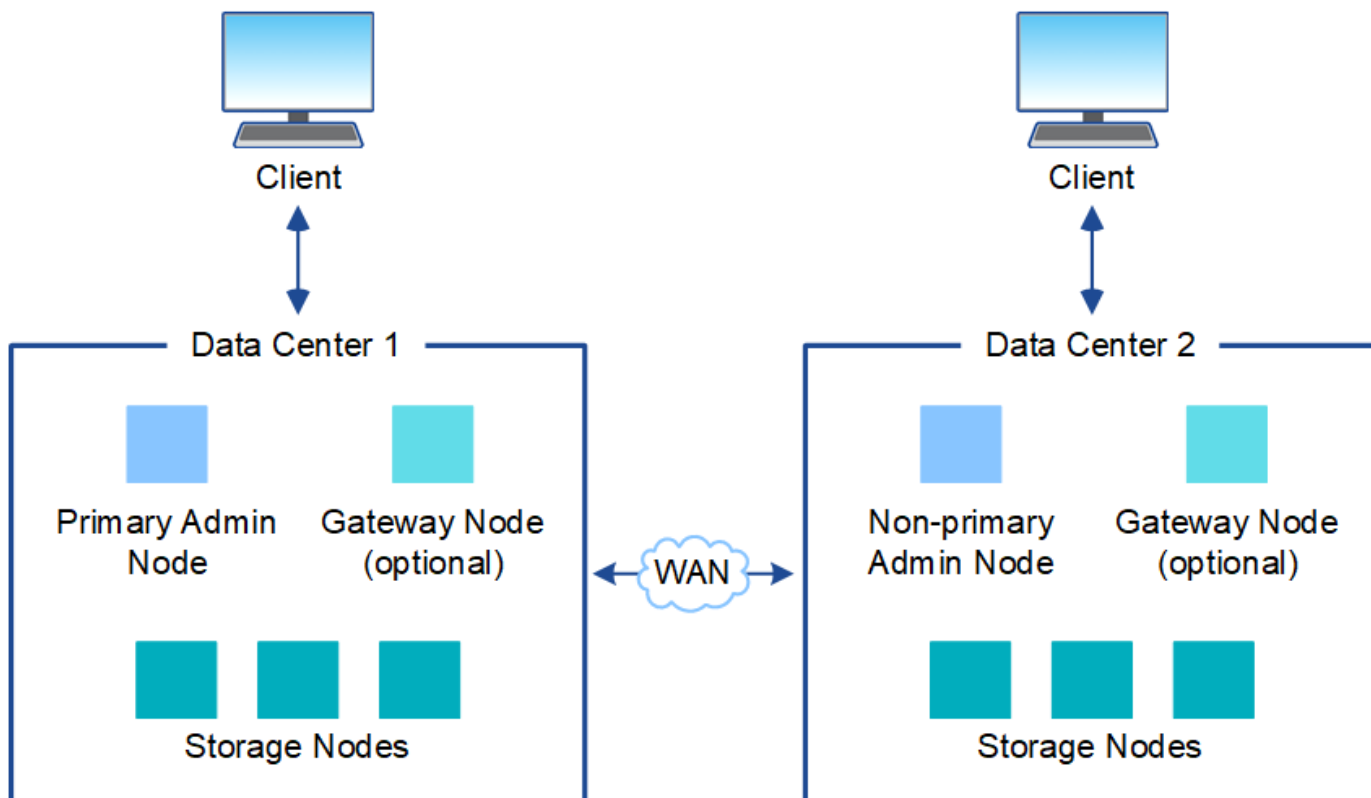 Client
Client
Data Center 1
Data Center 2
Primary Admin
Node
Gateway Node
(optional)
Non-primary
Admin Node
Gateway Node
(optional)
WAN
Storage Nodes
Storage Nodes